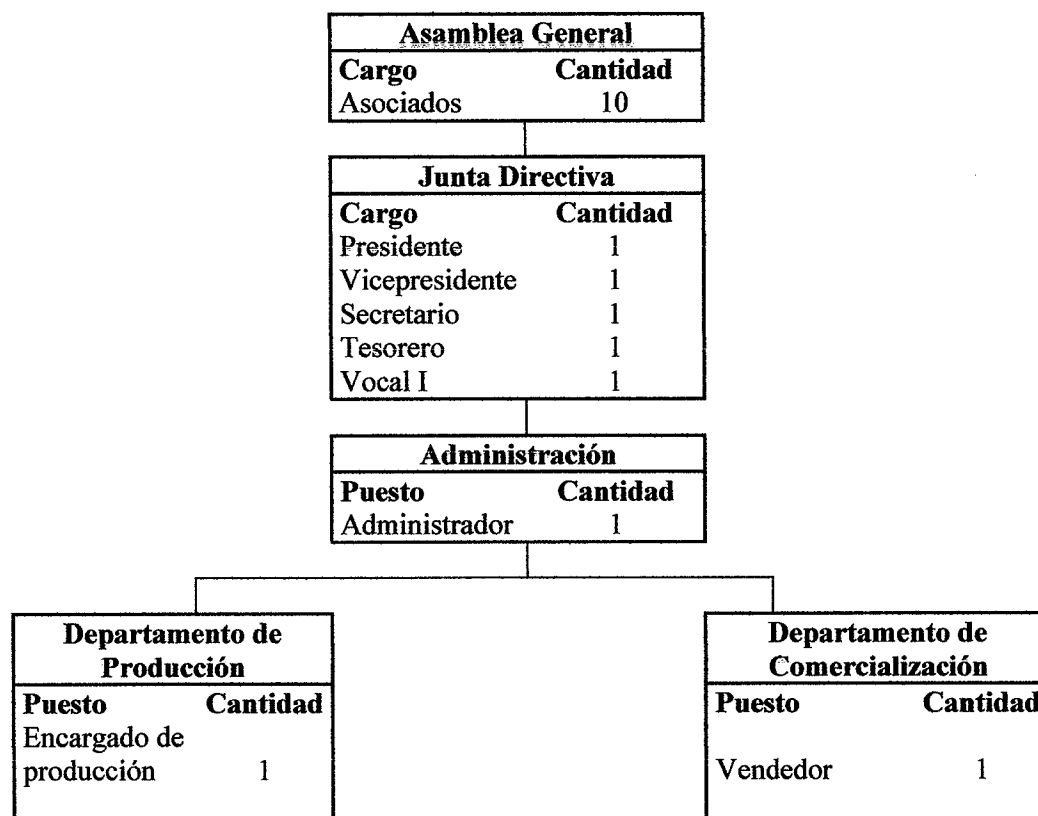 Asamblea General
Cargo Cantidad
Asociados 10
Junta Directiva
Cargo Cantidad
Presidente 1
Vicepresidente 1
Secretario 1
Tesorero 1
Vocal I 1
Administración
Puesto Cantidad
Administrador 1
Departamento de
Producción
Puesto Cantidad
Encargado de
producción 1
Departamento de
Comercialización
Puesto Cantidad
Vendedor 1